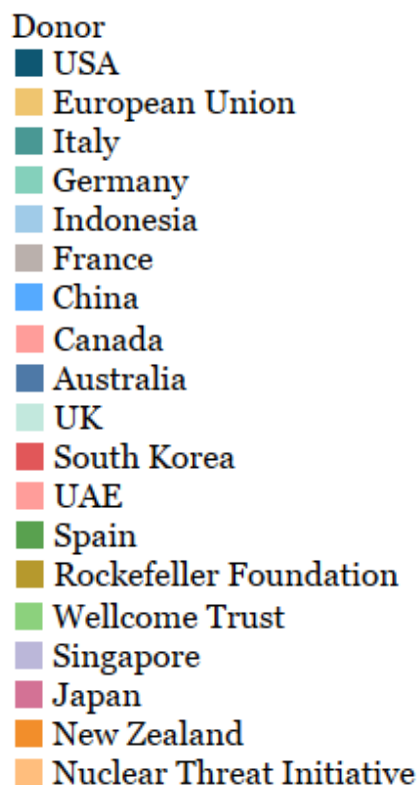 Donor
USA
European Union
Italy
Germany
Indonesia
France
China
Canada
Australia
UK
South Korea
UAE
Spain
Rockefeller Foundation
Wellcome Trust
Singapore
Japan
New Zealand
Nuclear Threat Initiative